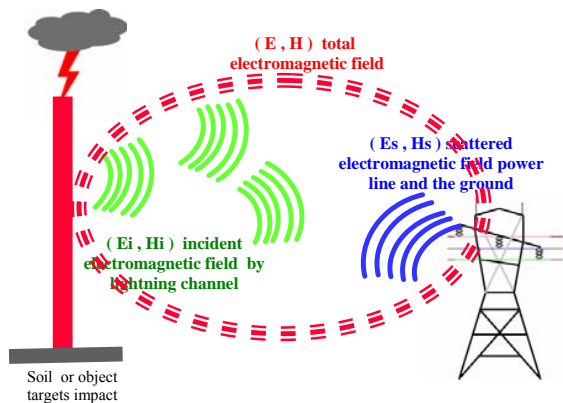 ( E , H )  total
electromagnetic field
( Es , Hs ) scattered
electromagnetic field power
line and the ground
( Ei , Hi )  incident
electromagnetic field  by
lightning channel
Soil  or object
targets impact